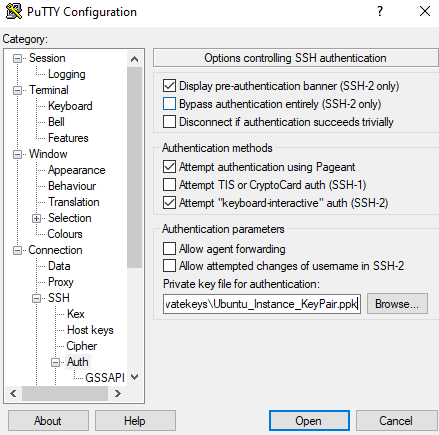 PuTTY Configuration
?
Category:
Session
Logging
Terminal
Keyboard
Bell
Features
Window
Appearance
Behaviour
Translation
Selection
Colours
Connection
Data
Proxy
SSH
Kex
Host keys
Cipher
Auth
GSSAPI
Options controlling SSH authentication
Display pre-authentication banner (SSH-2 only)
Bypass authentication entirely (SSH-2 only)
Disconnect if authentication succeeds trivially
Authentication methods
Attempt authentication using Pageant
Attempt TIS or CryptoCard auth (SSH-1)
Attempt "keyboard-interactive" auth (SSH-2)
Authentication parameters
Allow agent forwarding
Allow attempted changes of username in SSH-2
Private key file for authentication:
vatekeys\Ubuntu_Instance_KeyPair.ppk Browse...
About Help Open Cancel